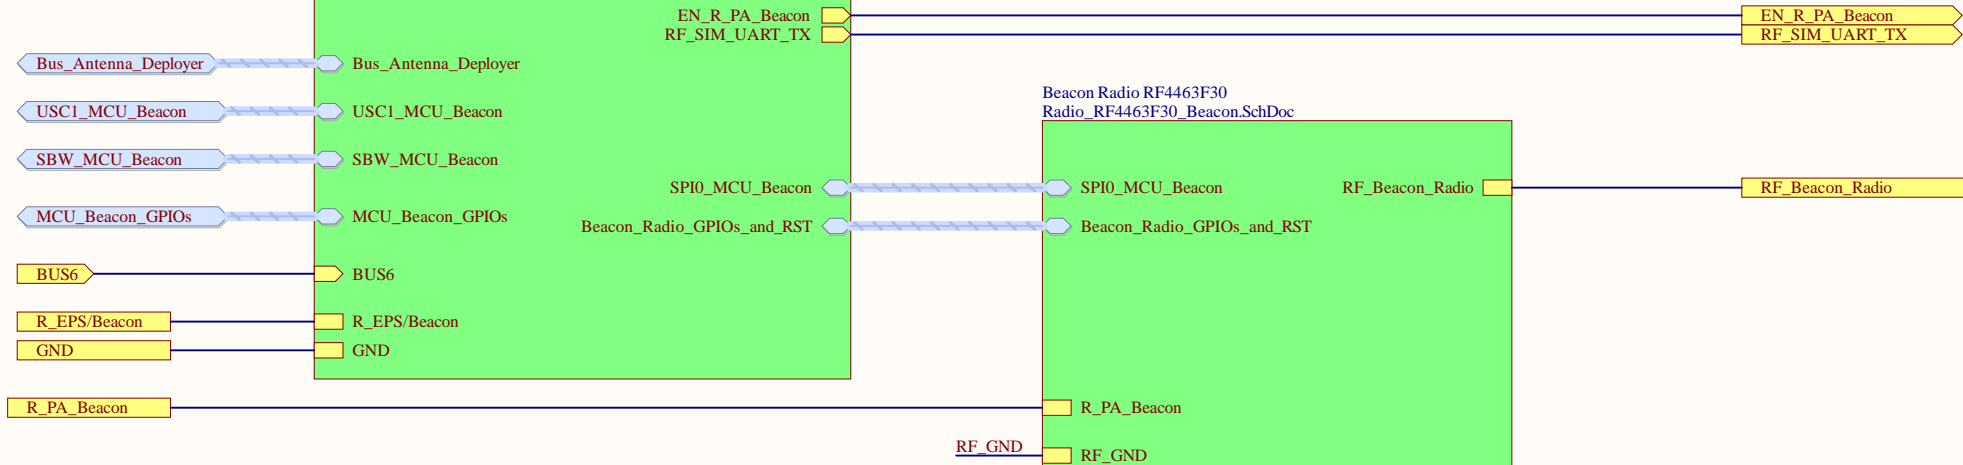 EN_R_PA_Beacon
EN_R_PA_Beacon
RF_SIM_UART_TX
RF_SIM_UART_TX
Bus_Antenna_Deployer
Bus_Antenna_Deployer
Beacon Radio RF4463F30
Radio_RF4463F30_Beacon.SchDoc
USC1_MCU_Beacon
USC1_MCU_Beacon
SBW_MCU_Beacon
SBW_MCU_Beacon
SPI0_MCU_Beacon
SPI0_MCU_Beacon
RF_Beacon_Radio
RF_Beacon_Radio
MCU_Beacon_GPIOs
MCU_Beacon_GPIOs
Beacon_Radio_GPIOs_and_RST
Beacon_Radio_GPIOs_and_RST
BUS6
BUS6
R_EPS/Beacon
R_EPS/Beacon
GND
GND
R_PA_Beacon
R_PA_Beacon
RF_GND
RF_GND